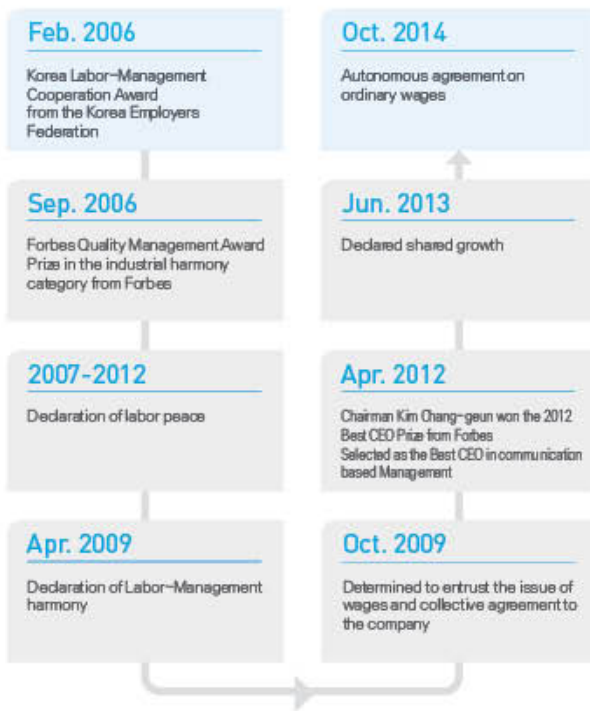 Feb. 2006
Korea Labor-Management
Cooperation Award
from the Korea Employers
Federation
Sep. 2006
Forbes Quality Management Award
Prize in the industrial harmony
category from Forbes
2007-2012
Declaration of labor peace
Apr. 2009
Declaration of Labor-Management
harmony
Oct. 2009
Determined to entrust the issue of
wages and collective agreement to
the company
Apr. 2012
Chairman Kim Chang-geun won the 2012
Best CEO Prize from Forbes
Selected as the Best CEO in communication
based Management
Jun. 2013
Declared shared growth
Oct. 2014
Autonomous agreement on
ordinary wages